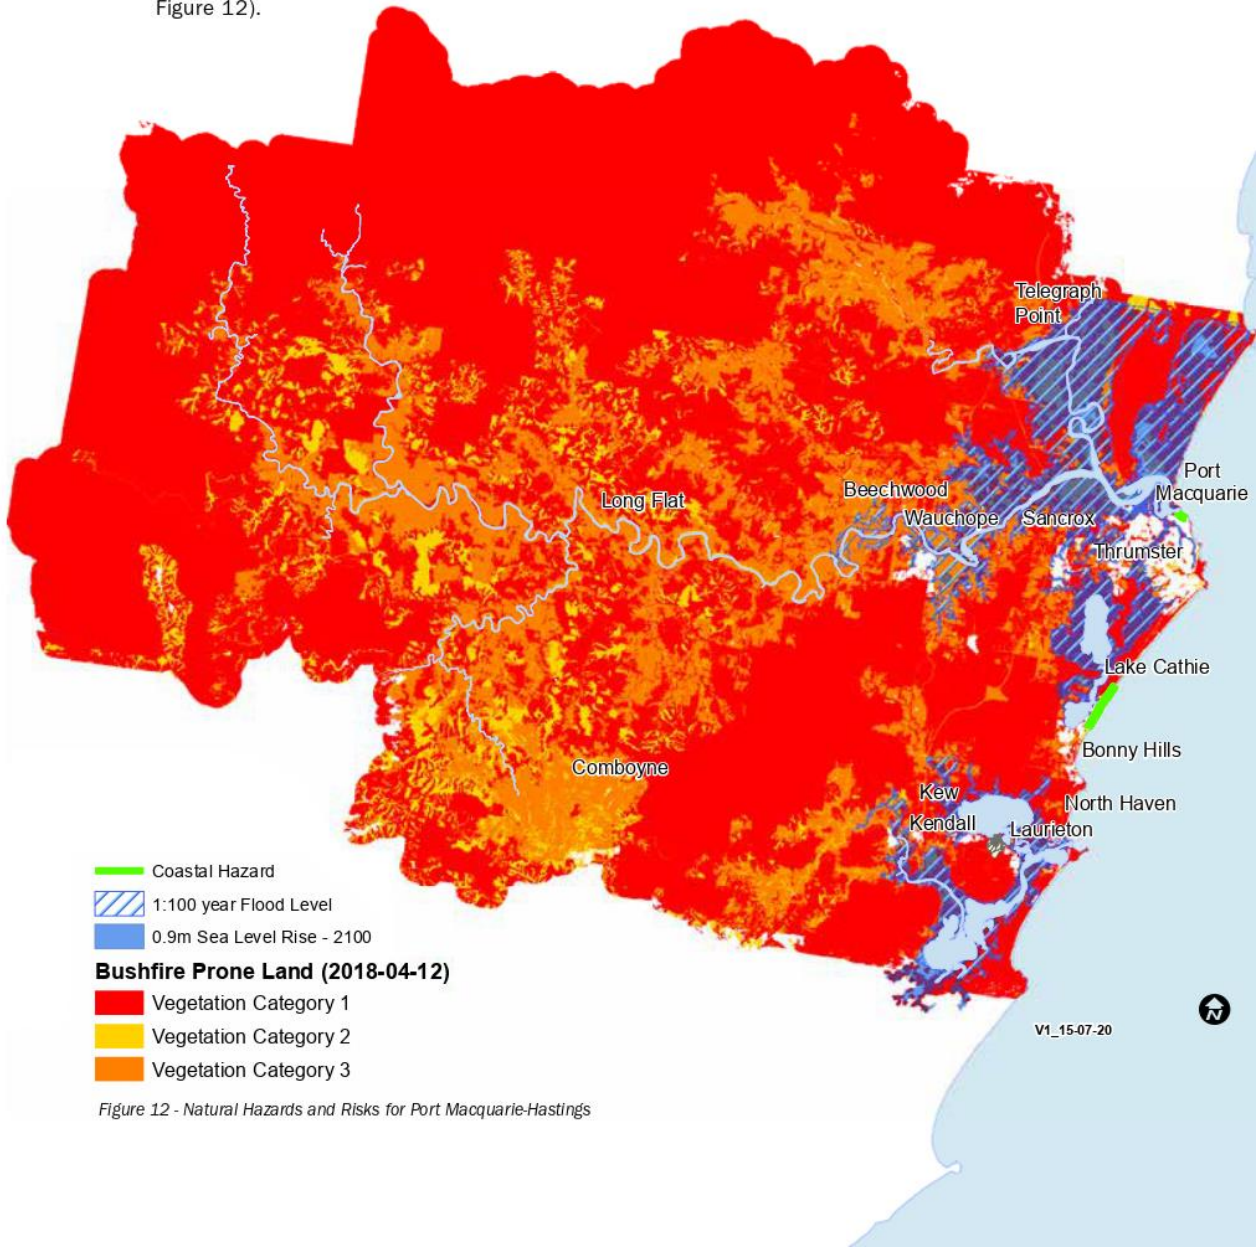 Figure 12).
Telegraph
Point
Port
Macquarie
Long Flat
Beechwood
Wauchope
Sancrox
Thrumster
Lake Cathie
Bonny Hills
Comboyne
Kew
North Haven
Kendall
Laurieton
Coastal Hazard
1:100 year Flood Level
0.9m Sea Level Rise - 2100
Bushfire Prone Land (2018-04-12)
Vegetation Category 1
Vegetation Category 2
Vegetation Category 3
N
V1_15-07-20
Figure 12 - Natural Hazards and Risks for Port Macquarie-Hastings